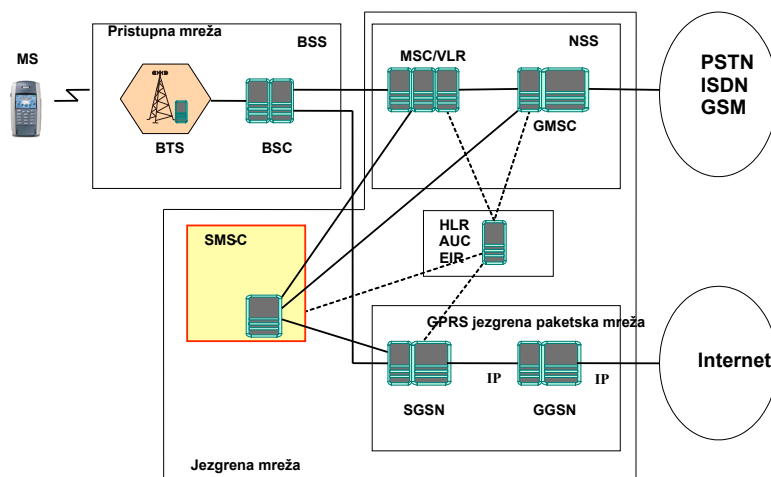 Pristupna mreža
BSS
MS
BTS
BSC
MSC/VLR
NSS
GMSC
PSTN
ISDN
GSM
HLR
AUC
EIR
SMSC
GPRS jezgrena paketska mreža
SGSN
IP
GGSN
IP
Internet
Jezgrena mreža